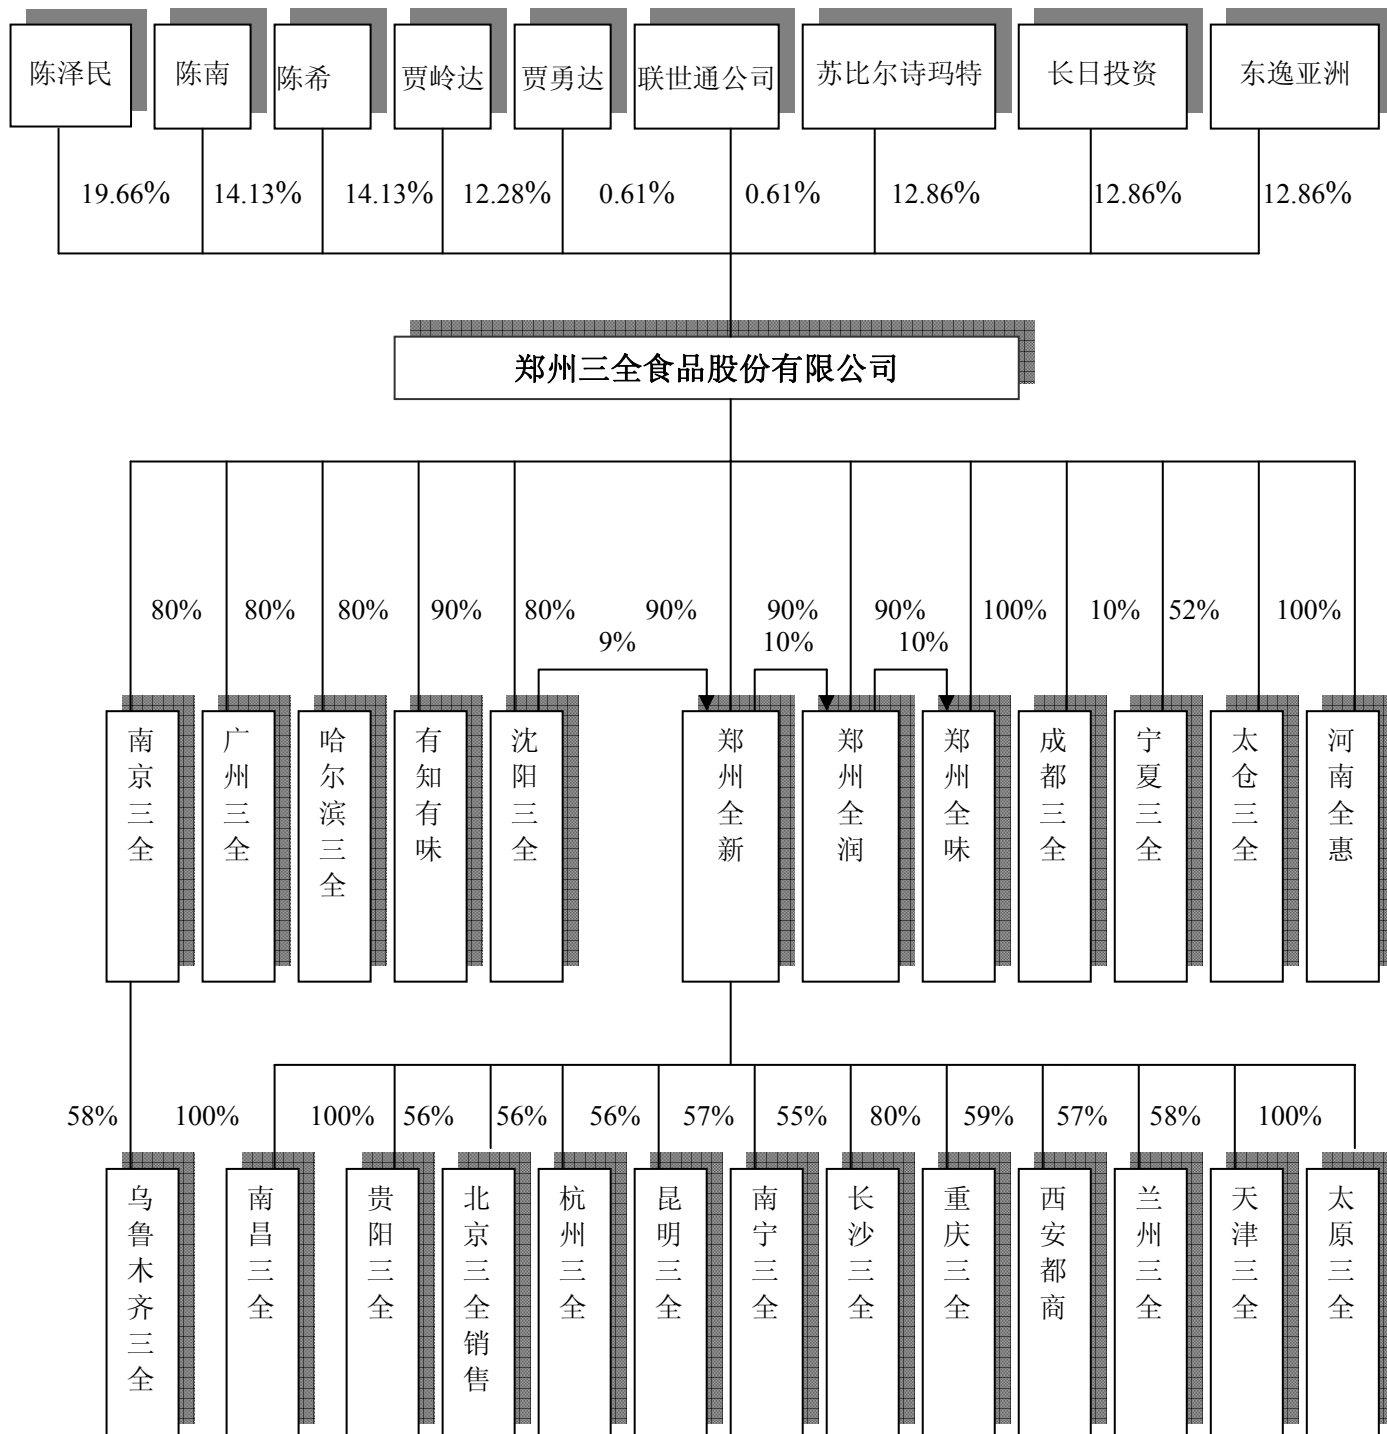 陈泽民
陈南
陈希
贾岭达
贾勇达
联世通公司
苏比尔诗玛特
长日投资
东逸亚洲
19.66%
14.13%
14.13%
12.28%
0.61%
0.61%
12.86%
12.86%
12.86%
郑州三全食品股份有限公司
80%
80%
80%
90%
80%
90%
90%
90%
100%
10%
52%
100%
9%
10%
10%
南京三全
广州三全
哈尔滨三全
有知有味
沈阳三全
郑州全新
郑州全润
郑州全味
成都三全
宁夏三全
太仓三全
河南全惠
58%
100%
100%
56%
56%
56%
57%
55%
80%
59%
57%
58%
100%
乌鲁木齐三全
南昌三全
贵阳三全
北京三全销售
杭州三全
昆明三全
南宁三全
长沙三全
重庆三全
西安都商
兰州三全
天津三全
太原三全